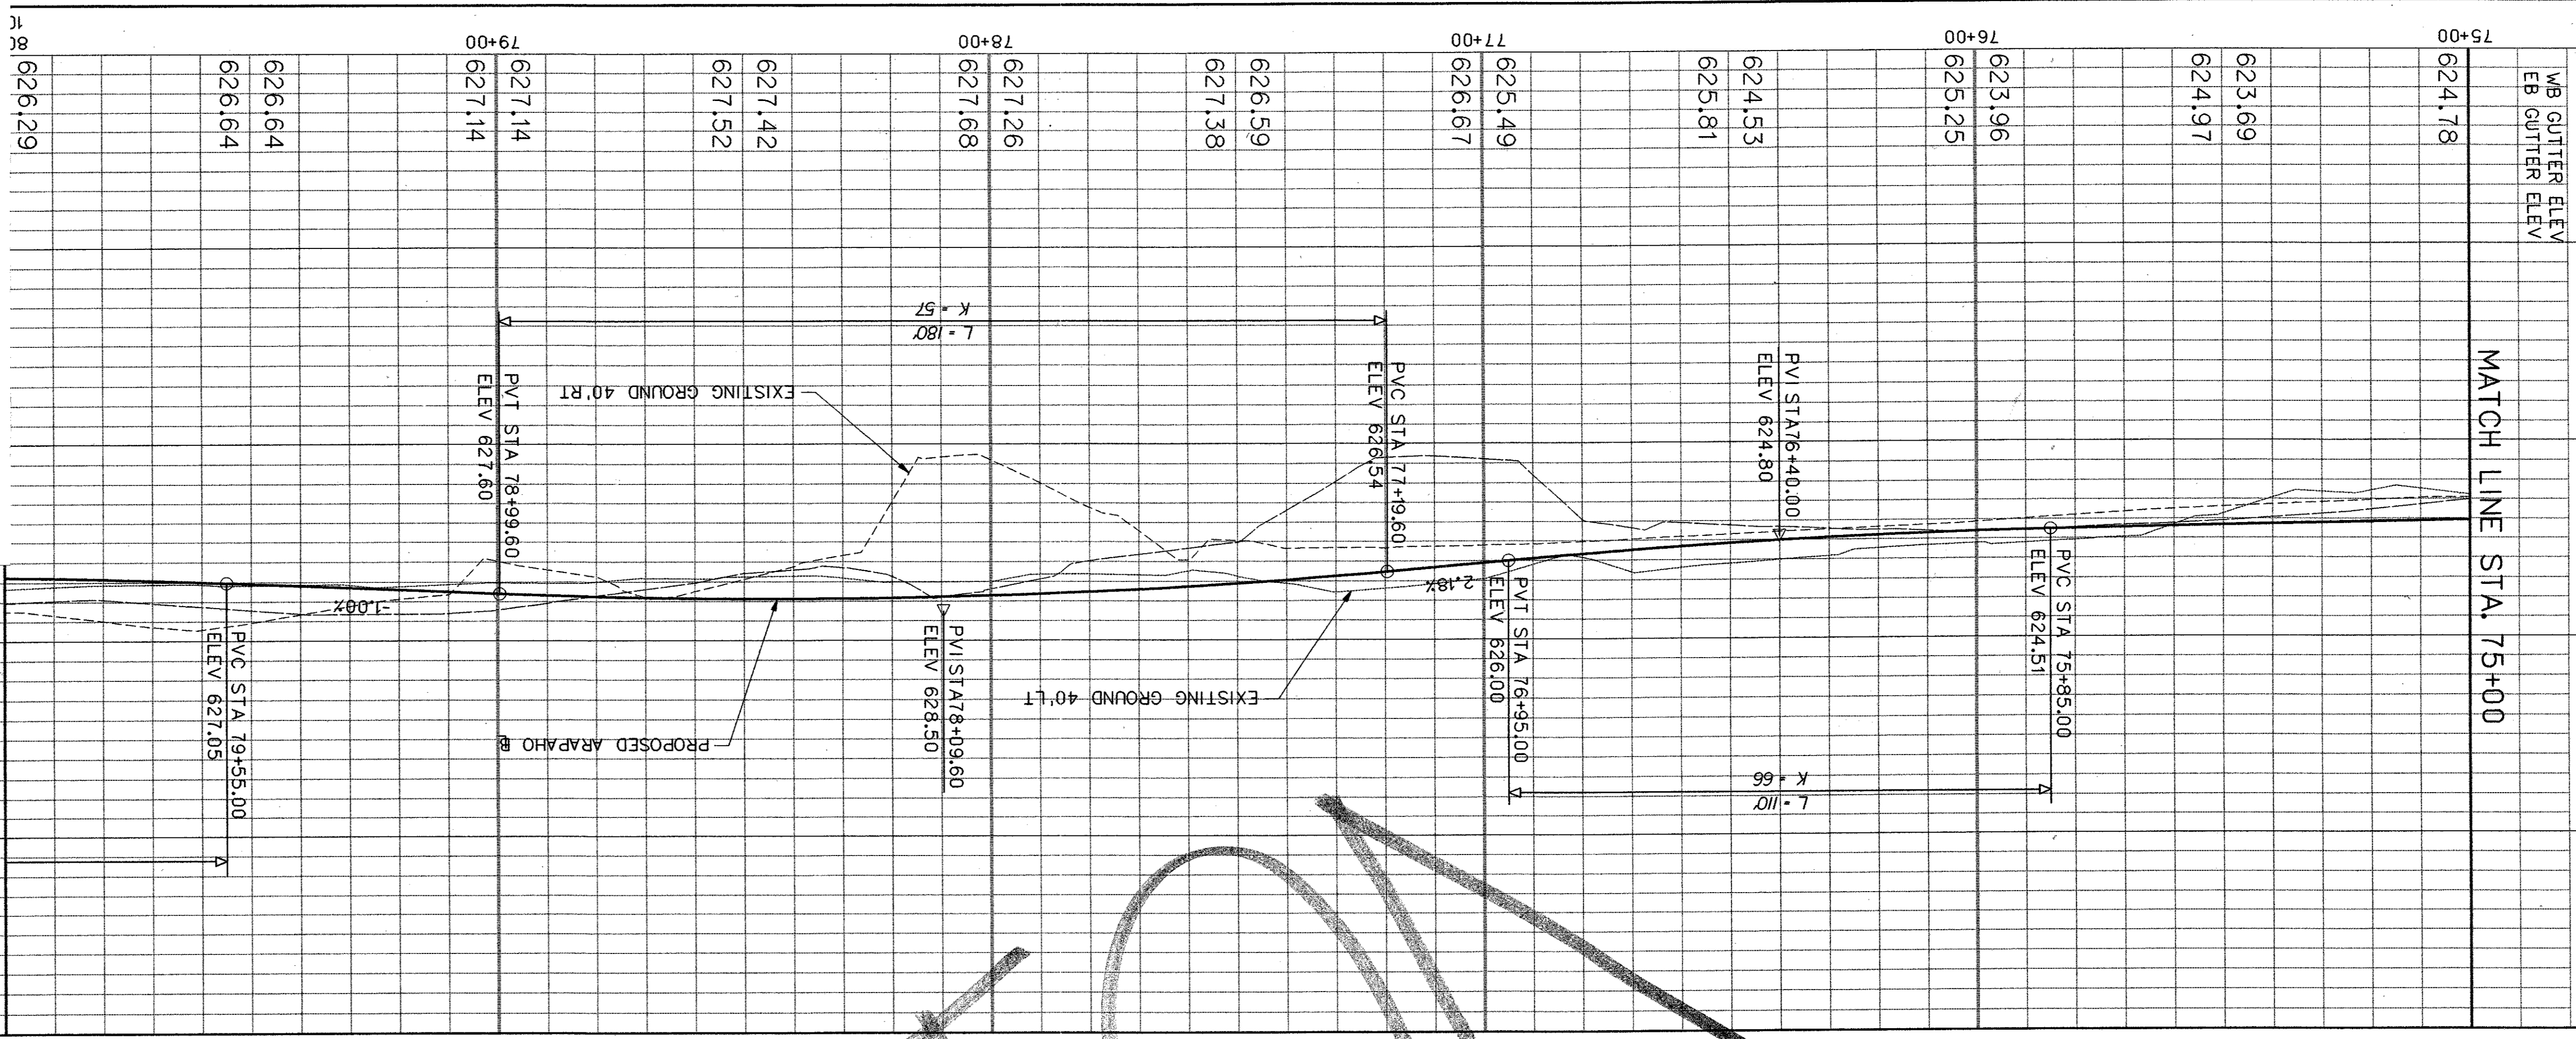 WB GUTTER ELEV
EB GUTTER ELEV
MATCH LINE STA. 75+00
75+00
624.78
623.69
624.97
76+00
623.96
625.25
624.53
625.81
77+00
625.49
626.67
626.59
627.38
78+00
627.26
627.68
427.42
627.52
79+00
627.14
627.14
626.64
626.64
80
626.29
10
PVC STA 75+85.00
ELEV 624.51
L = 110'
K = 66
PVI STA76+40.00
ELEV 624.80
PVT STA 76+95.00
ELEV 626.00
2.18%
PVC STA 77+19.60
ELEV 626.54
EXISTING GROUND 40'LT
L = 180'
K = 57
PVI STA78+09.60
ELEV 628.50
EXISTING GROUND 40'RT
PROPOSED ARAPAHO
PVT STA 78+99.60
ELEV 627.60
-1.00%
PVC STA 79+55.00
ELEV 627.05